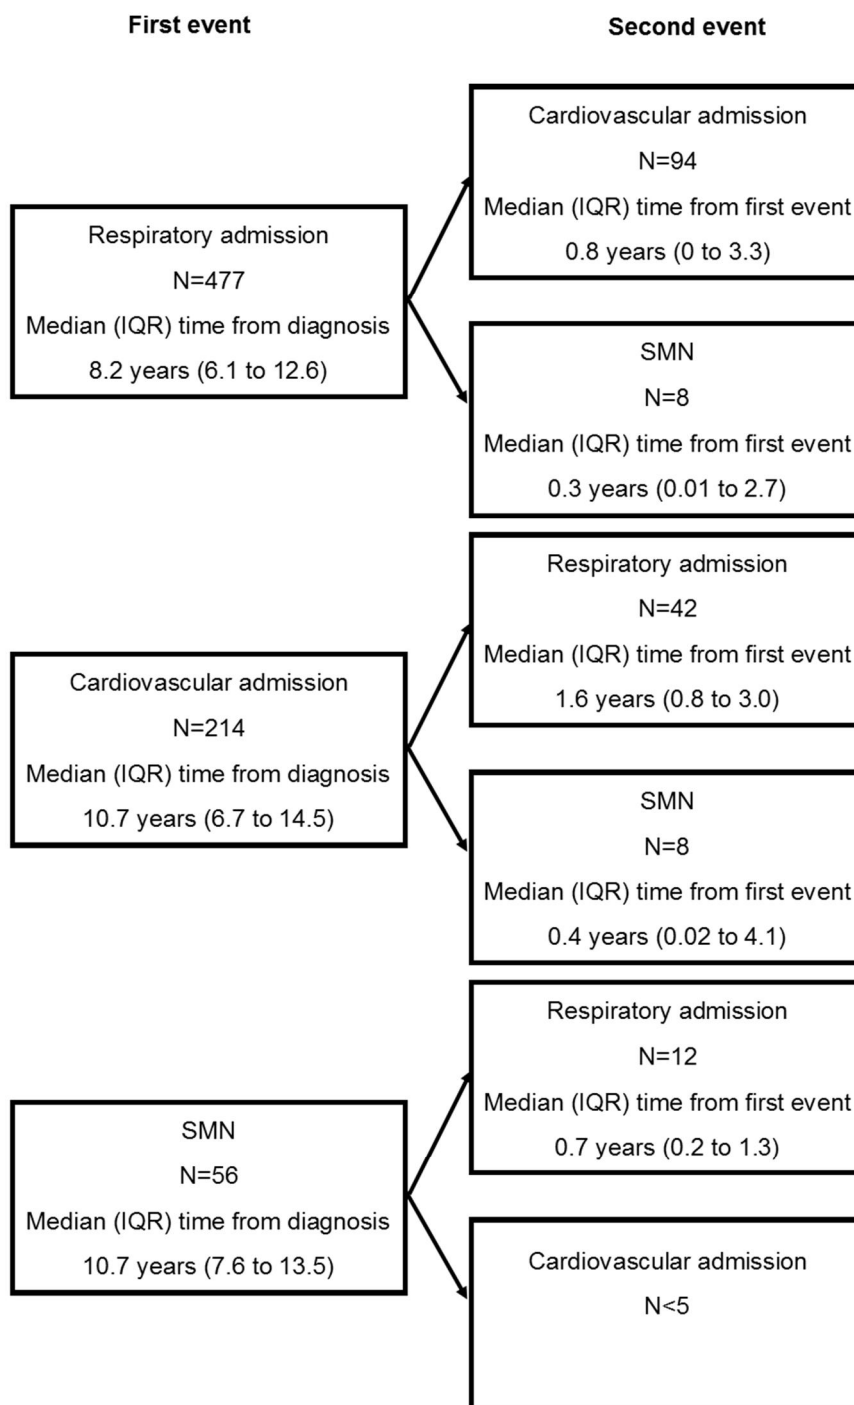 First event
Second event
Respiratory admission
N=477
Median (IQR) time from diagnosis
8.2 years (6.1 to 12.6)
Cardiovascular admission
N=94
Median (IQR) time from first event
0.8 years (0 to 3.3)
SMN
N=8
Median (IQR) time from first event
0.3 years (0.01 to 2.7)
Cardiovascular admission
N=214
Median (IQR) time from diagnosis
10.7 years (6.7 to 14.5)
Respiratory admission
N=42
Median (IQR) time from first event
1.6 years (0.8 to 3.0)
SMN
N=8
Median (IQR) time from first event
0.4 years (0.02 to 4.1)
SMN
N=56
Median (IQR) time from diagnosis
10.7 years (7.6 to 13.5)
Respiratory admission
N=12
Median (IQR) time from first event
0.7 years (0.2 to 1.3)
Cardiovascular admission
N<5